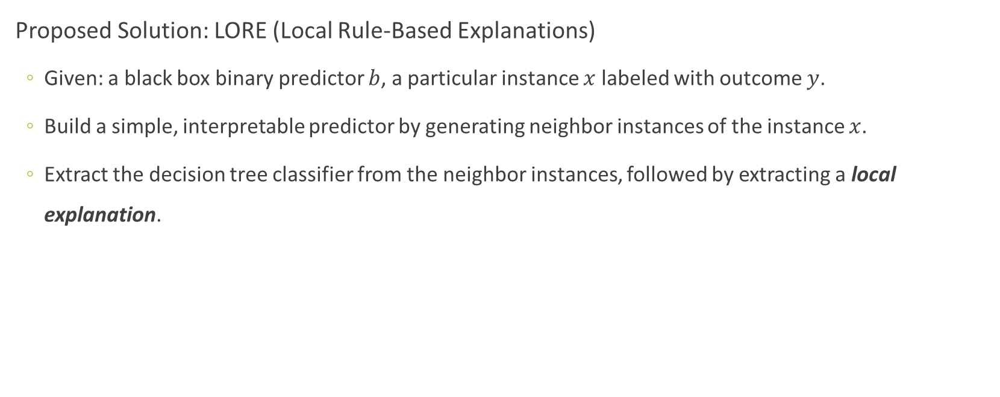 Proposed Solution: LORE (Local Rule-Based Explanations)
◦ Given: a black box binary predictor b, a particular instance x labeled with outcome y.
◦ Build a simple, interpretable predictor by generating neighbor instances of the instance x.
◦ Extract the decision tree classifier from the neighbor instances, followed by extracting a local
explanation.